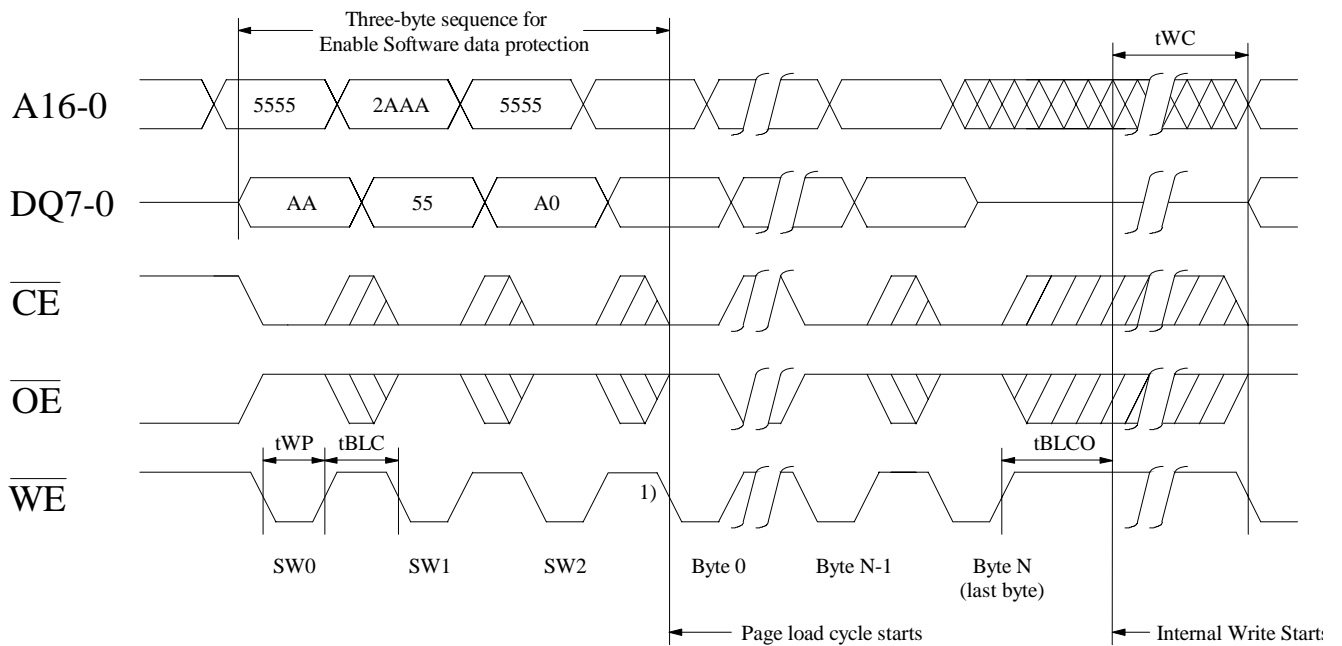 Three-byte sequence for
Enable Software data protection
tWC
A16-0
5555
2AAA
5555
DQ7-0
AA
55
A0
CE
OE
tWP
tBLC
tBLCO
WE
1)
SW0
SW1
SW2
Byte 0
Byte N-1
Byte N
(last byte)
Page load cycle starts
Internal Write Starts